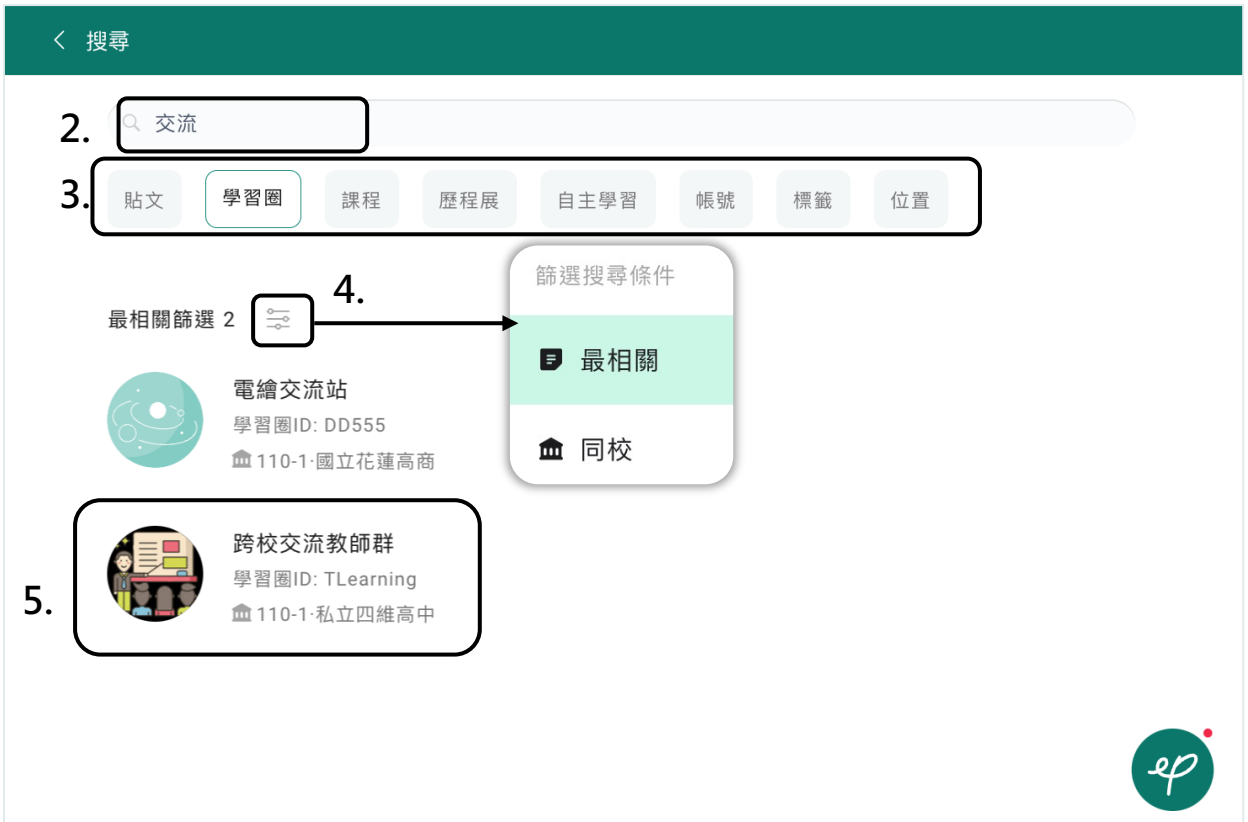 搜尋
2.
交流
3.
貼文 學習圈 課程 歷程展 自主學習 帳號 標籤 位置
4.
篩選搜尋條件
最相關篩選 2
最相關
同校
電繪交流站
學習圈ID: DD555
110-1·國立花蓮高商
5.
跨校交流教師群
學習圈ID: TLearning
110-1·私立四維高中
ep